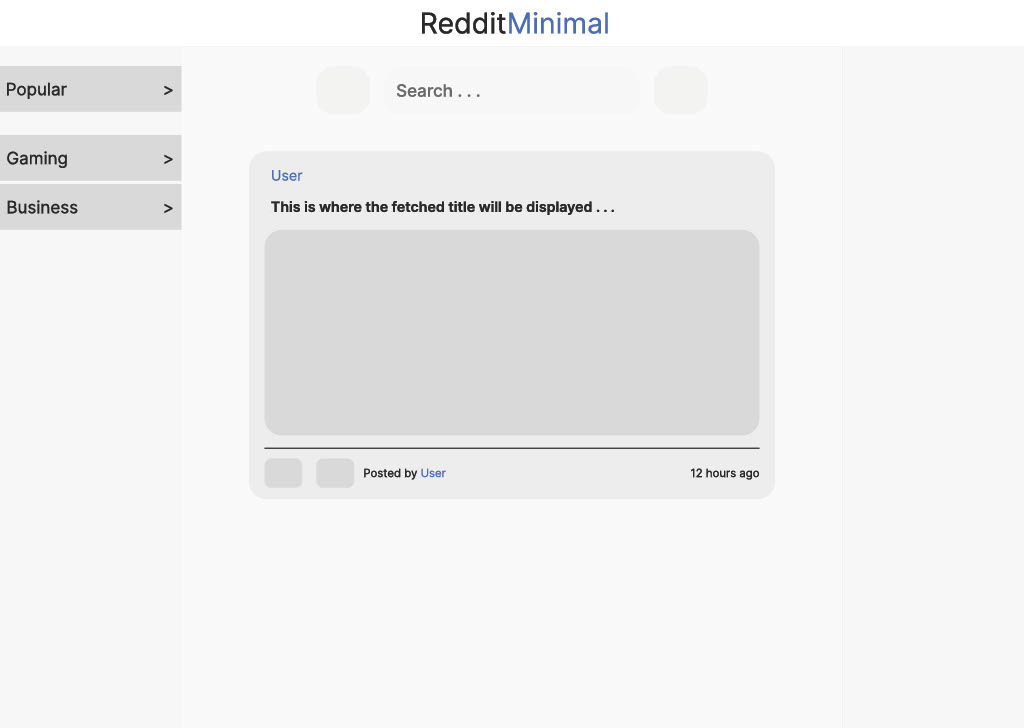 RedditMinimal
Popular >
Gaming >
Business >
Search . . .
User
This is where the fetched title will be displayed . . .
Posted by User
12 hours ago